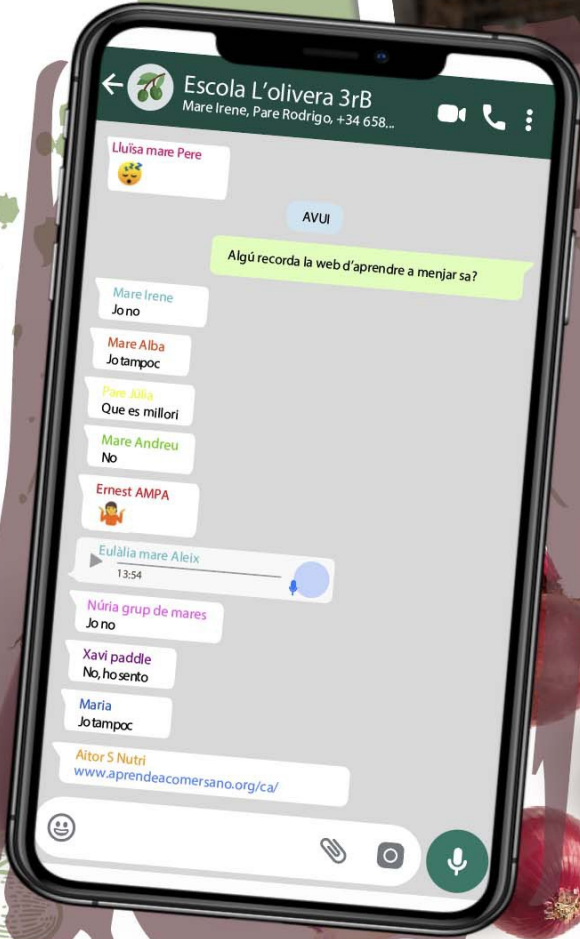 Escola L'olivera 3rB
Mare Irene, Pare Rodrigo, +34 658...
Lluïsa mare Pere
AVUI
Algú recorda la web d'aprendre a menjar sa?
Mare Irene
Jo no
Mare Alba
Jo tampoc
Pare Júlia
Que es millori
Mare Andreu
No
Ernest AMPA
Eulàlia mare Aleix
13:54
Núria grup de mares
Jo no
Xavi paddle
No, ho sento
Maria
Jo tampoc
Aitor S Nutri
www.aprendeacomersano.org/ca/